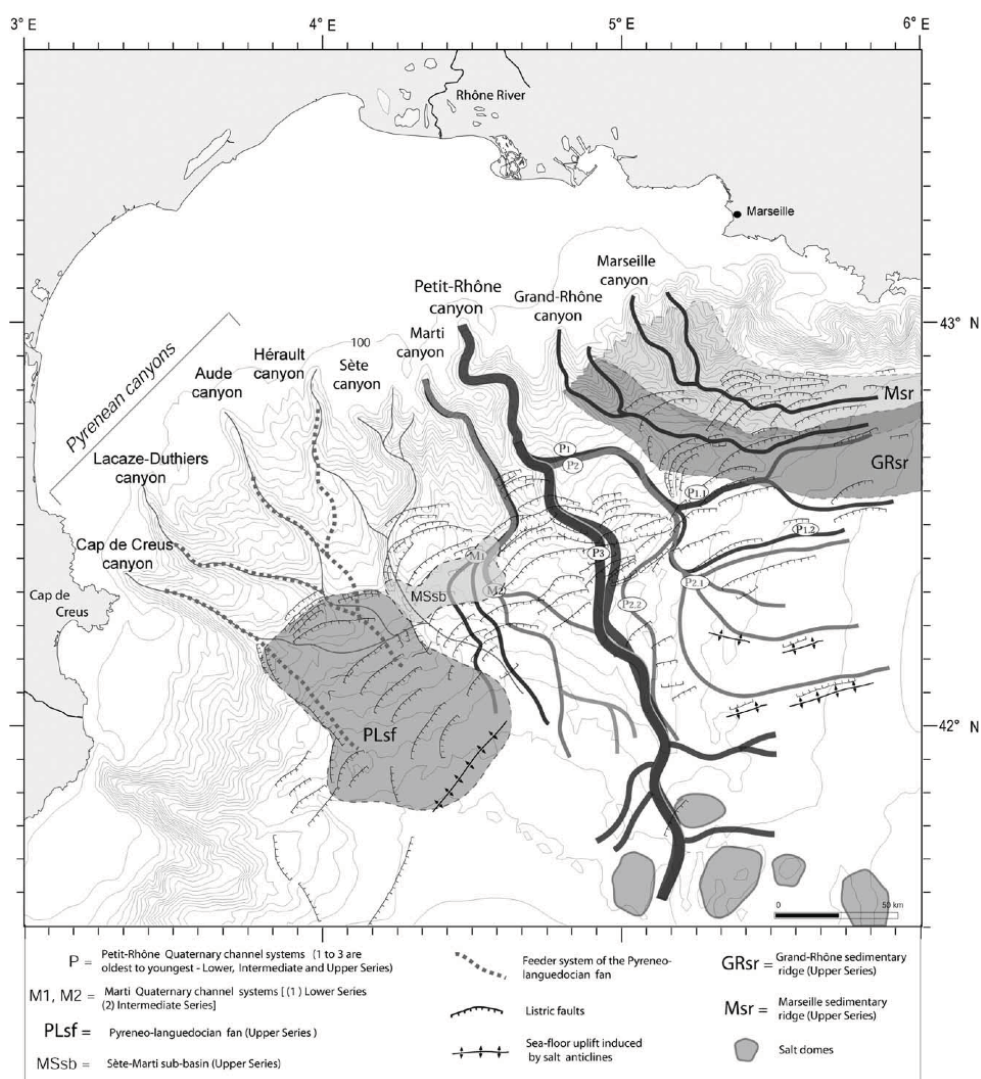 3° E
4° E
5° E
6° E
Rhône River
Marseille
Marseille
canyon
43° N
Petit-Rhône
canyon
Grand-Rhône
canyon
Marti
canyon
100
Hérault
canyon
Sète
canyon
Aude
canyon
Pyrenean canyons
Lacaze-Duthiers
canyon
Cap de Creus
canyon
Cap de
Creus
Msr
GRsr
P1
P2
P1.1
P1.2
P3
P2.1
P2.2
M1
M2
MSsb
PLsf
42° N
0
50 km
P = Petit-Rhône Quaternary channel systems (1 to 3 are
oldest to youngest - Lower, Intermediate and Upper Series)
M1, M2 = Marti Quaternary channel systems [ (1) Lower Series
(2) Intermediate Series]
PLsf = Pyreneo-languedocian fan (Upper Series )
MSsb = Sète-Marti sub-basin (Upper Series)
Feeder system of the Pyreneo-
languedocian fan
Listric faults
Sea-floor uplift induced
by salt anticlines
GRsr = Grand-Rhône sedimentary
ridge (Upper Series)
Msr = Marseille sedimentary
ridge (Upper Series)
Salt domes